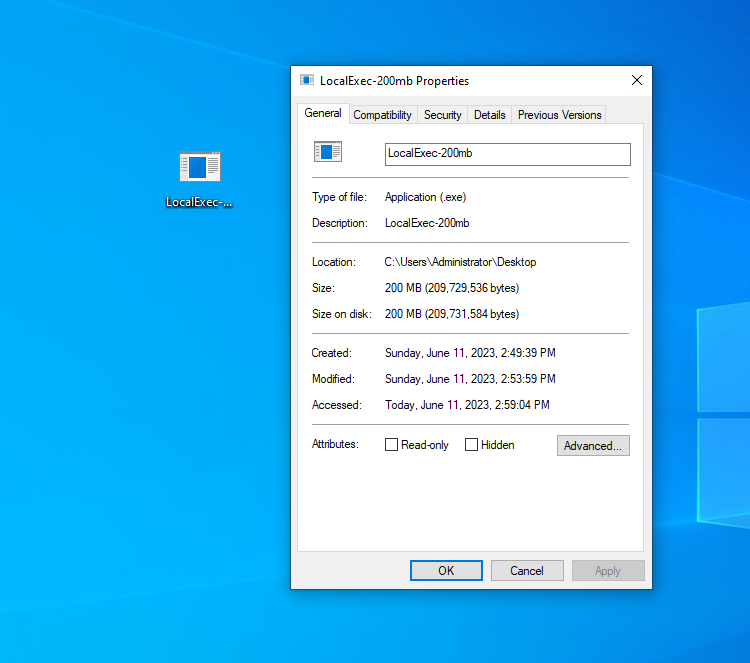 LocalExec-200mb Properties
General Compatibility Security Details Previous Versions
LocalExec-200mb
LocalExec-...
Type of file: Application (.exe)
Description: LocalExec-200mb
Location: C:\Users\Administrator\Desktop
Size: 200 MB (209,729,536 bytes)
Size on disk: 200 MB (209,731,584 bytes)
Created: Sunday, June 11, 2023, 2:49:39 PM
Modified: Sunday, June 11, 2023, 2:53:59 PM
Accessed: Today, June 11, 2023, 2:59:04 PM
Attributes: Read-only Hidden Advanced...
OK Cancel Apply